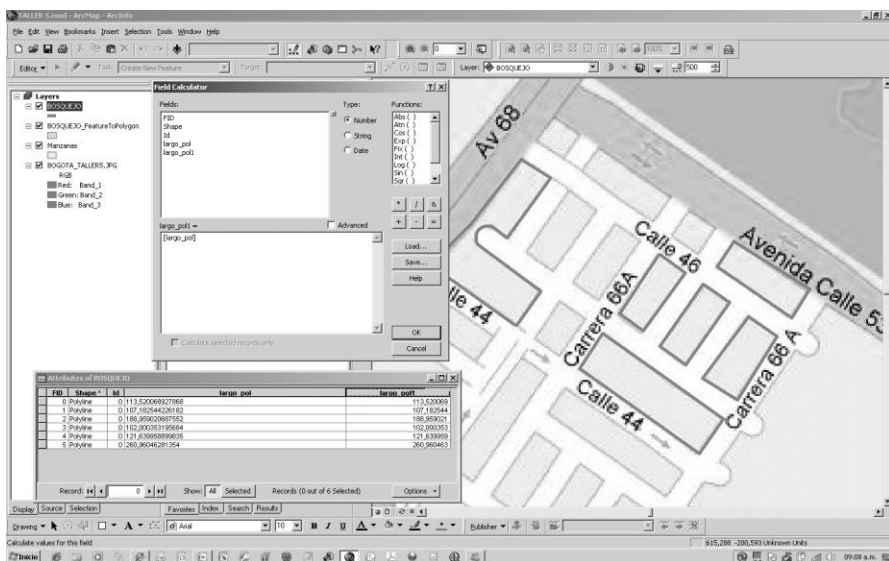 TALLER 5.mxd - ArcMap - ArcInfo
File Edit View Bookmarks Insert Selection Tools Window Help
100%
Editor Task: Create New Feature Target: Layer: BOSQUEJO 500
Layers
BOSQUEJO
BOSQUEJO_FeatureToPolygon
Manzanas
BOGOTA_TALLER5.JPG
RGB
Red: Band_1
Green: Band_2
Blue: Band_3
Field Calculator
Fields:
FID
Shape
Id
largo_pol
largo_pol1
Type:
Number
String
Date
Functions:
Abs ( )
Atn ( )
Cos ( )
Exp ( )
Fix ( )
Int ( )
Log ( )
Sin ( )
Sqr ( )
* / &
+ - =
largo_pol1 =
Advanced
[largo_pol]
Load...
Save...
Help
Calculate selected records only
OK
Cancel
Av 68
Calle 46
Avenida Calle 53
Carrera 66A
Calle 44
Carrera 66 A
Calle 44
Attributes of BOSQUEJO
FID Shape * Id largo_pol largo_pol1
0 Polyline 0 113,520068927868 113,520069
1 Polyline 0 107,182544226182 107,182544
2 Polyline 0 188,959020687552 188,959021
3 Polyline 0 102,000353195684 102,000353
4 Polyline 0 121,639958899835 121,639959
5 Polyline 0 260,96046281354 260,960463
Record: 0 Show: All Selected Records (0 out of 6 Selected) Options
Display Source Selection Favorites Index Search Results
Drawing Arial 10 B I U A Publisher
Calculate values for this field 615,288 -200,593 Unknown Units
Inicio 09:08 a.m.